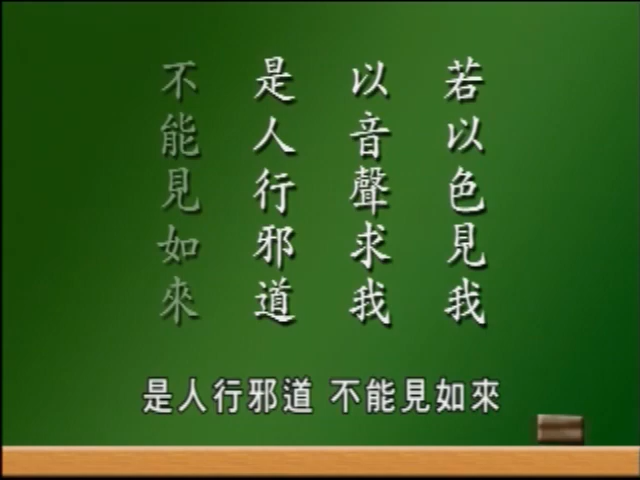 若以色見我
以音聲求我
是人行邪道
不能見如來
是人行邪道 不能見如來